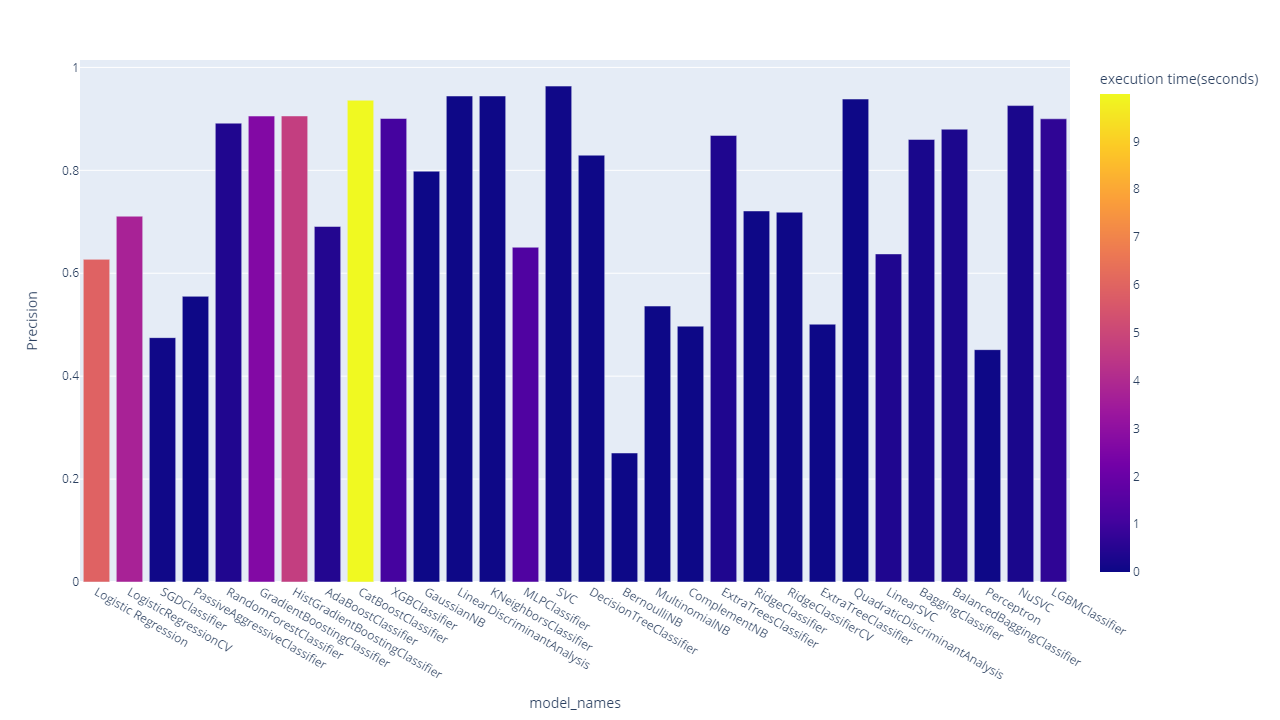 execution time(seconds)
1
0.8
0.6
0.4
0.2
0
Precision
9
8
7
6
5
4
3
2
1
0
Logistic Regression
LogisticRegressionCV
SGDClassifier
PassiveAggressiveClassifier
RandomForestClassifier
GradientBoostingClassifier
HistGradientBoostingClassifier
AdaBoostClassifier
CatBoostClassifier
XGBClassifier
GaussianNB
LinearDiscriminantAnalysis
KNeighborsClassifier
MLPClassifier
SVC
DecisionTreeClassifier
BernoulliNB
MultinomialNB
ComplementNB
ExtraTreesClassifier
RidgeClassifier
RidgeClassifierCV
ExtraTreeClassifier
QuadraticDiscriminantAnalysis
LinearSVC
BaggingClassifier
BalancedBaggingClassifier
Perceptron
NuSVC
LGBMClassifier
model_names